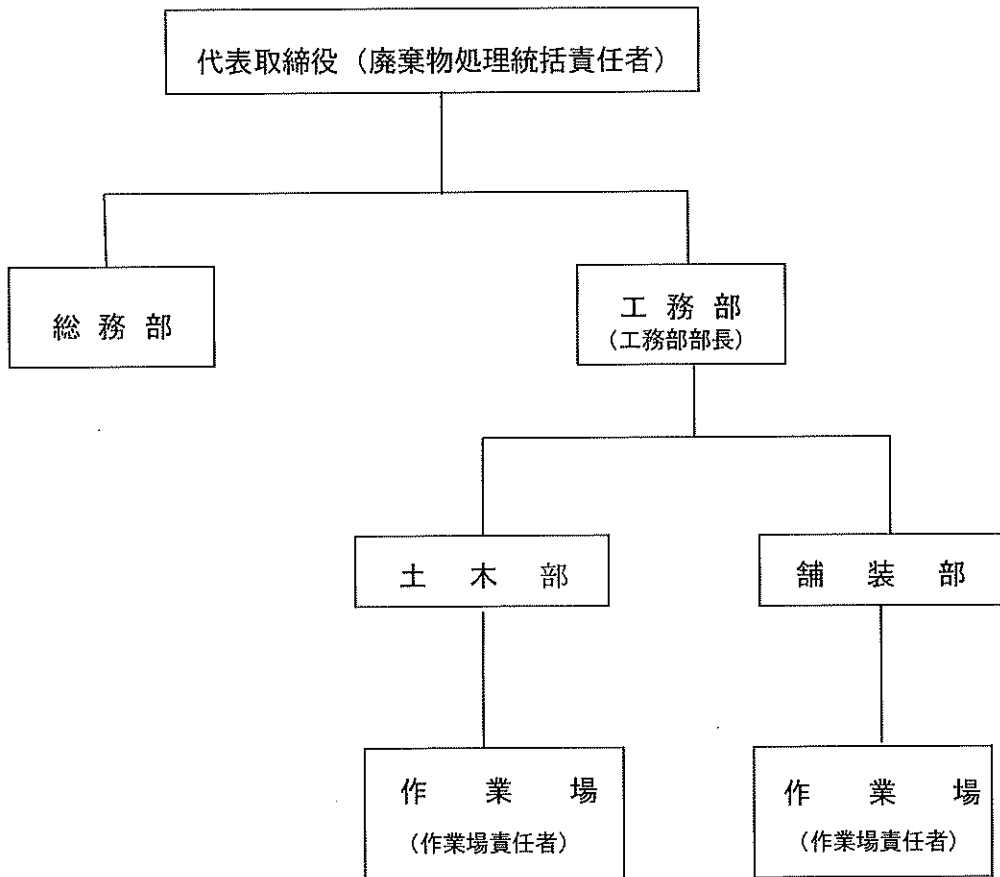 代表取締役（廃棄物処理統括責任者）
総務部
工務部
（工務部部長）
土木部
舗装部
作業場
（作業場責任者）
作業場
（作業場責任者）